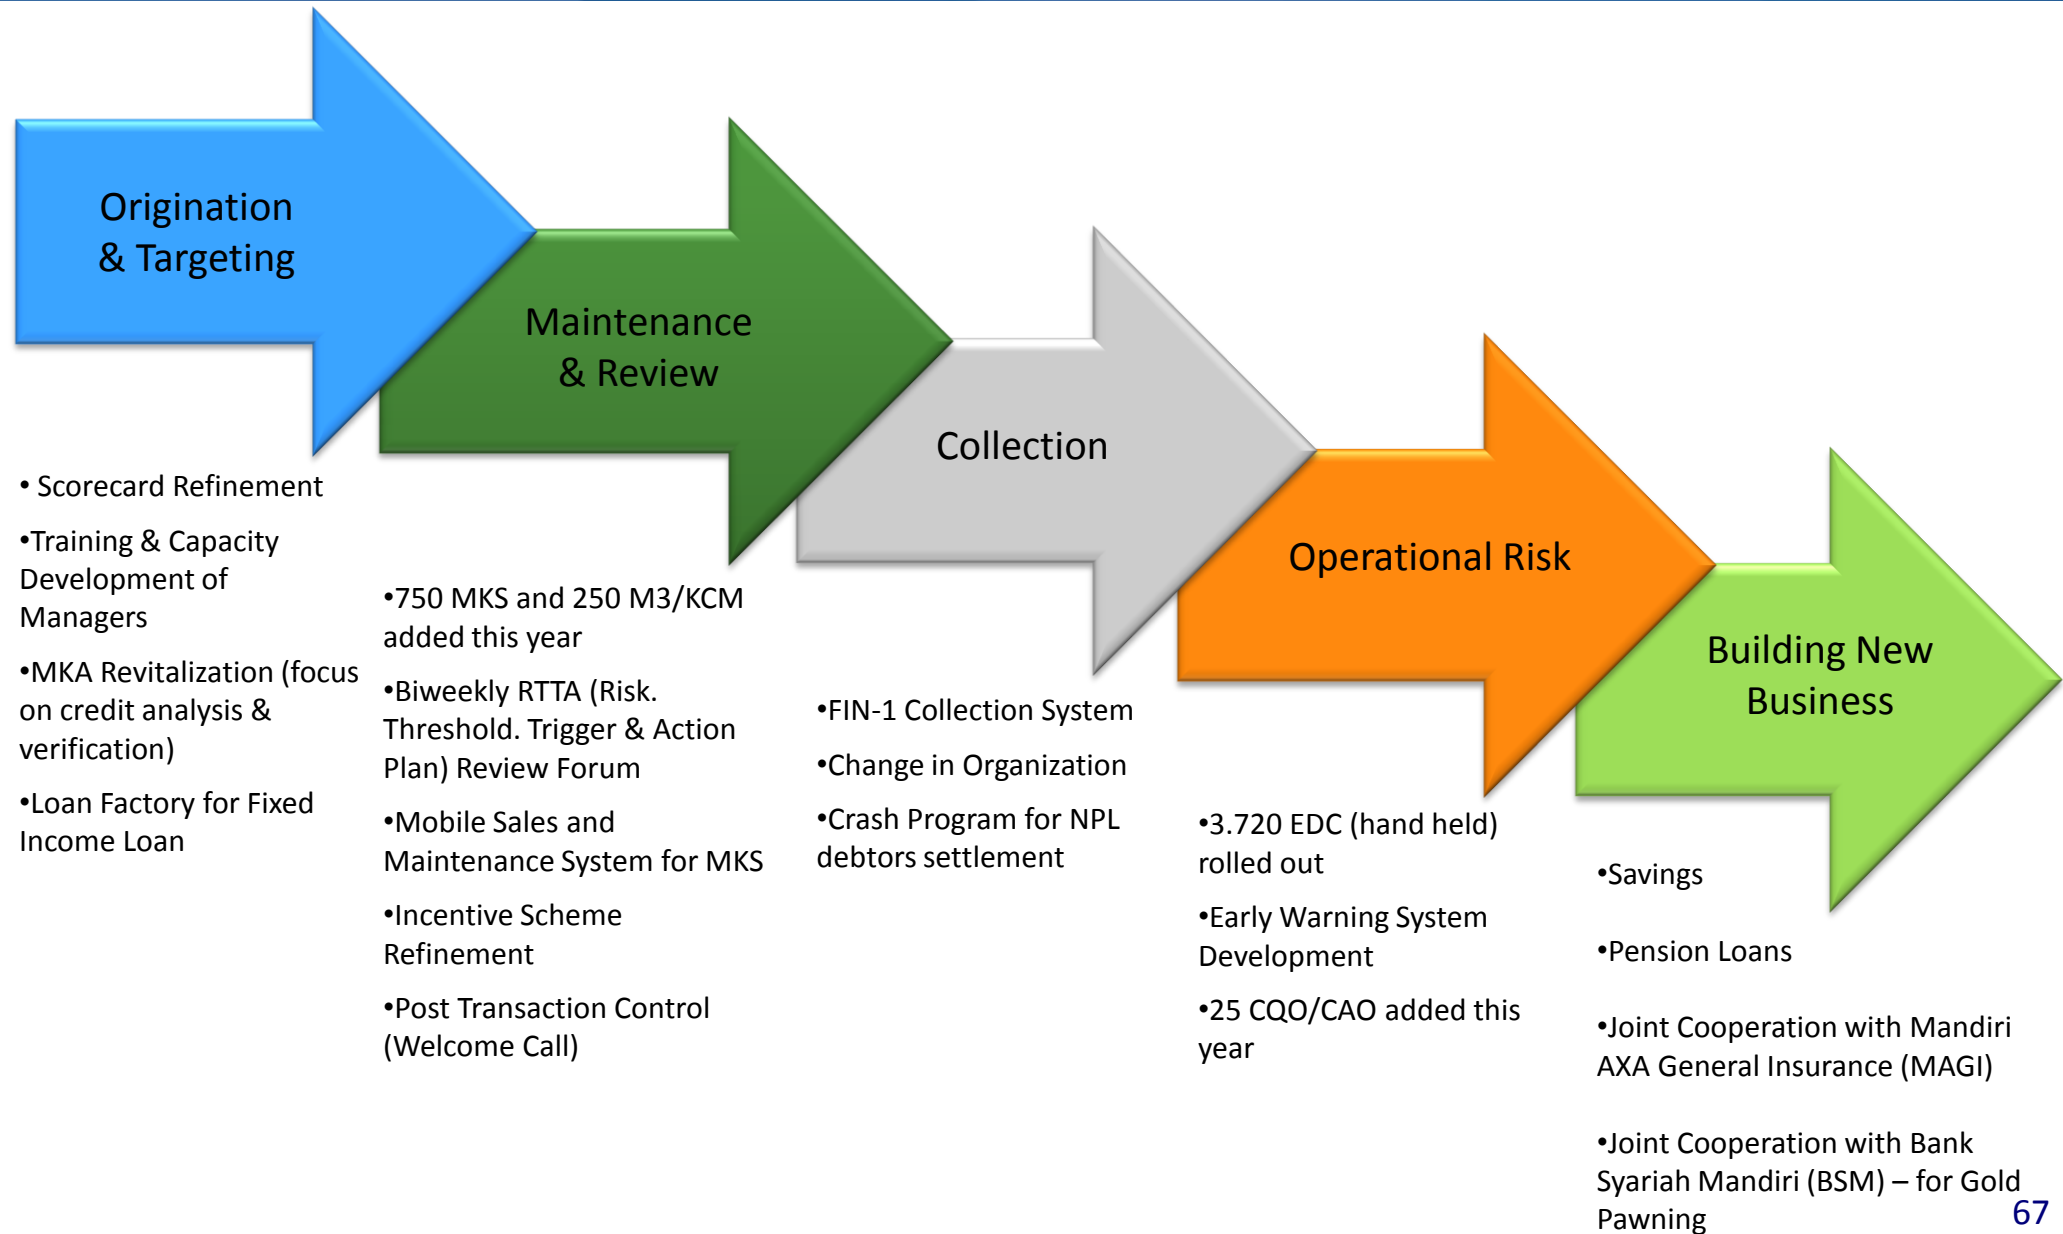 Origination
& Targeting
• Scorecard Refinement
•Training & Capacity
Development of
Managers
•MKA Revitalization (focus
on credit analysis &
verification)
•Loan Factory for Fixed
Income Loan
Maintenance
& Review
•750 MKS and 250 M3/KCM
added this year
•Biweekly RTTA (Risk.
Threshold. Trigger & Action
Plan) Review Forum
•Mobile Sales and
Maintenance System for MKS
•Incentive Scheme
Refinement
•Post Transaction Control
(Welcome Call)
Collection
•FIN-1 Collection System
•Change in Organization
•Crash Program for NPL
debtors settlement
Operational Risk
•3.720 EDC (hand held)
rolled out
•Early Warning System
Development
•25 CQO/CAO added this
year
Building New
Business
•Savings
•Pension Loans
•Joint Cooperation with Mandiri
AXA General Insurance (MAGI)
•Joint Cooperation with Bank
Syariah Mandiri (BSM) – for Gold
Pawning
67